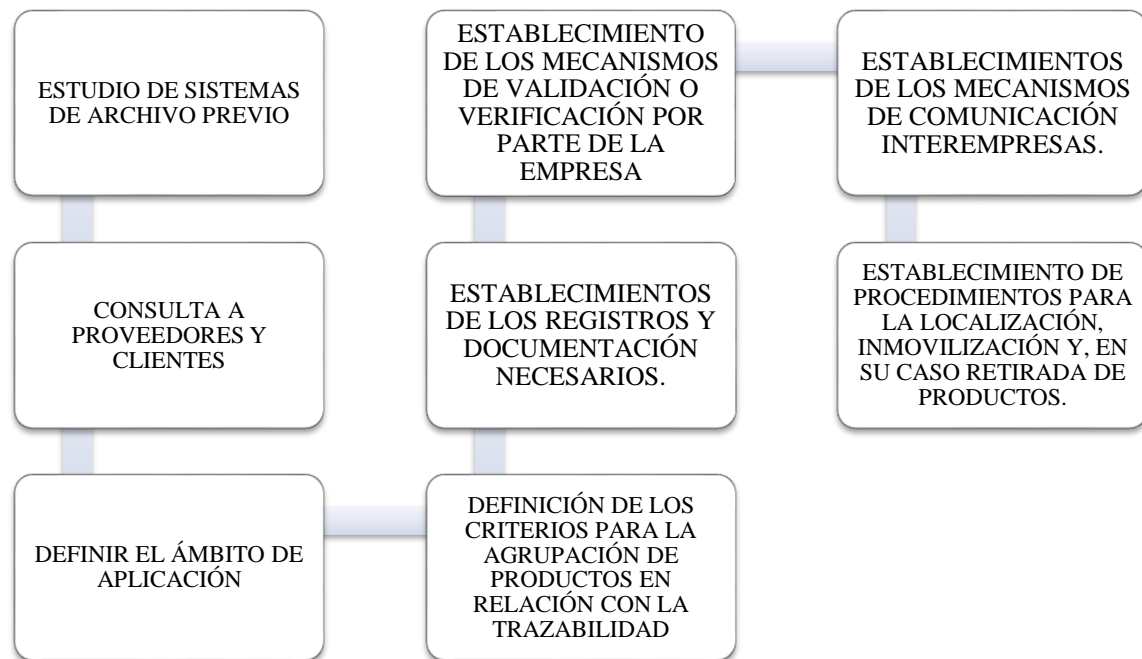 ESTUDIO DE SISTEMAS
DE ARCHIVO PREVIO
CONSULTA A
PROVEEDORES Y
CLIENTES
DEFINIR EL ÁMBITO DE
APLICACIÓN
DEFINICIÓN DE LOS
CRITERIOS PARA LA
AGRUPACIÓN DE
PRODUCTOS EN
RELACIÓN CON LA
TRAZABILIDAD
ESTABLECIMIENTOS
DE LOS REGISTROS Y
DOCUMENTACIÓN
NECESARIOS.
ESTABLECIMIENTO
DE LOS MECANISMOS
DE VALIDACIÓN O
VERIFICACIÓN POR
PARTE DE LA
EMPRESA
ESTABLECIMIENTOS
DE LOS MECANISMOS
DE COMUNICACIÓN
INTEREMPRESAS.
ESTABLECIMIENTO DE
PROCEDIMIENTOS PARA
LA LOCALIZACIÓN,
INMOVILIZACIÓN Y, EN
SU CASO RETIRADA DE
PRODUCTOS.